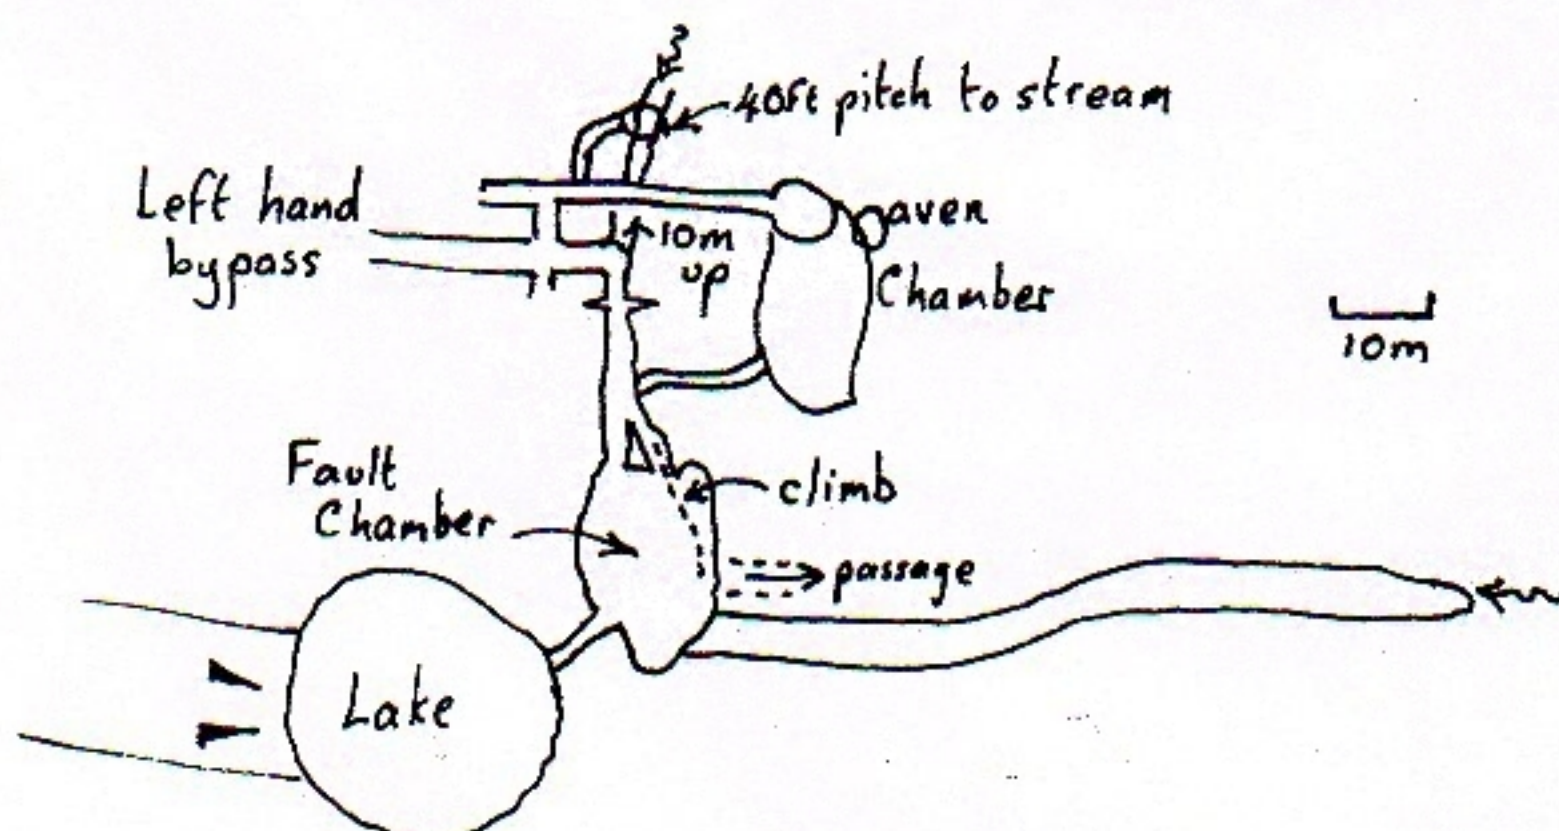 40ft pitch to stream
Left hand
bypass
aven
10m
up
Chamber
10m
Fault
Chamber
climb
passage
Lake